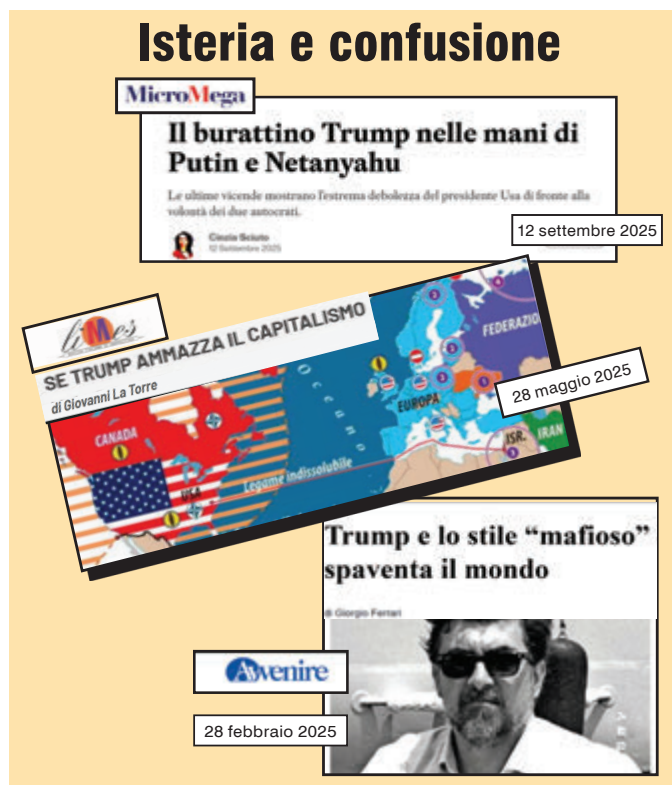 Isteria e confusione
MicroMega
Il burattino Trump nelle mani di
Putin e Netanyahu
Le ultime vicende mostrano l'estrema debolezza del presidente Usa di fronte alla
volontà dei due autocrati.
Cinzia Sciuto
12 Settembre 2025
12 settembre 2025
liMes
SE TRUMP AMMAZZA IL CAPITALISMO
di Giovanni La Torre
28 maggio 2025
CANADA
USA
Oceano
Legame indissolubile
EUROPA
FEDERAZIO
ISR.
IRAN
Trump e lo stile “mafioso”
spaventa il mondo
di Giorgio Ferrari
Avvenire
28 febbraio 2025